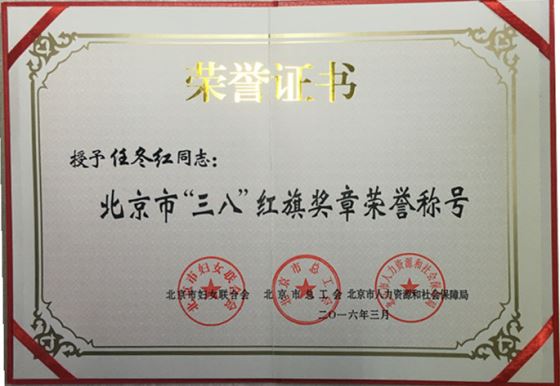 荣誉证书
授予任冬红同志：
北京市“三八”红旗奖章荣誉称号
北京市妇女联合会 北京市总工会 北京市人力资源和社会保障局
二〇一六年三月